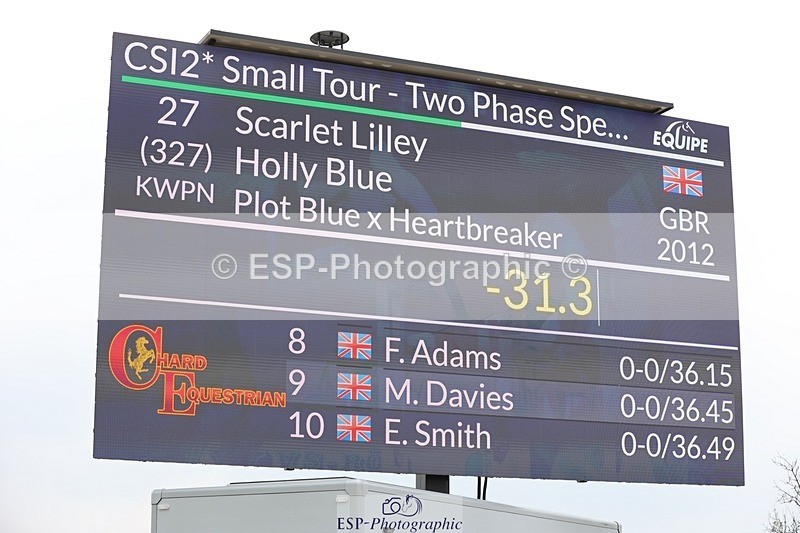 CSI2* Small Tour - Two Phase Spe...
EQUIPE
27 Scarlet Lilley
(327) Holly Blue GBR
KWPN Plot Blue x Heartbreaker 2012
© ESP-Photographic ©
-31.3
CHARD EQUESTRIAN
8 F. Adams 0-0/36.15
9 M. Davies 0-0/36.45
10 E. Smith 0-0/36.49
ESP-Photographic